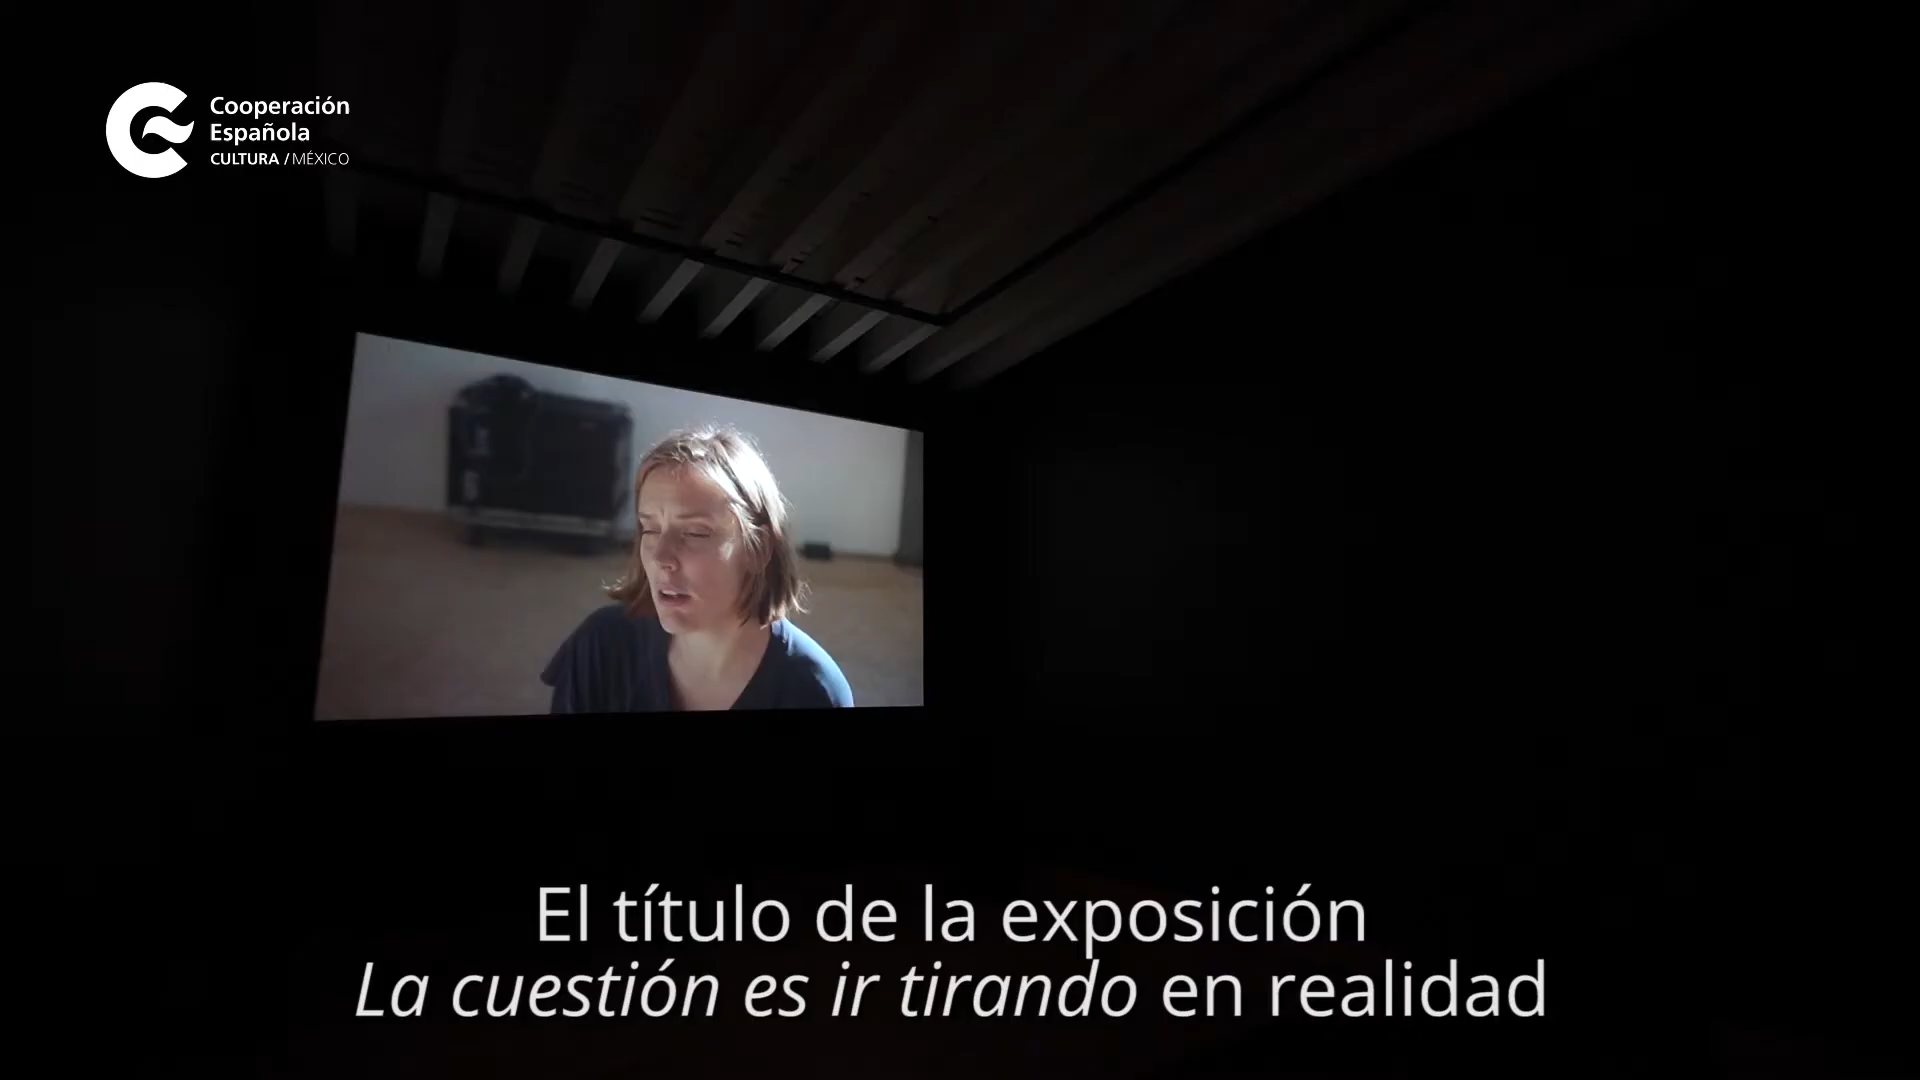 Cooperación
Española
CULTURA / MÉXICO
El título de la exposición
La cuestión es ir tirando en realidad